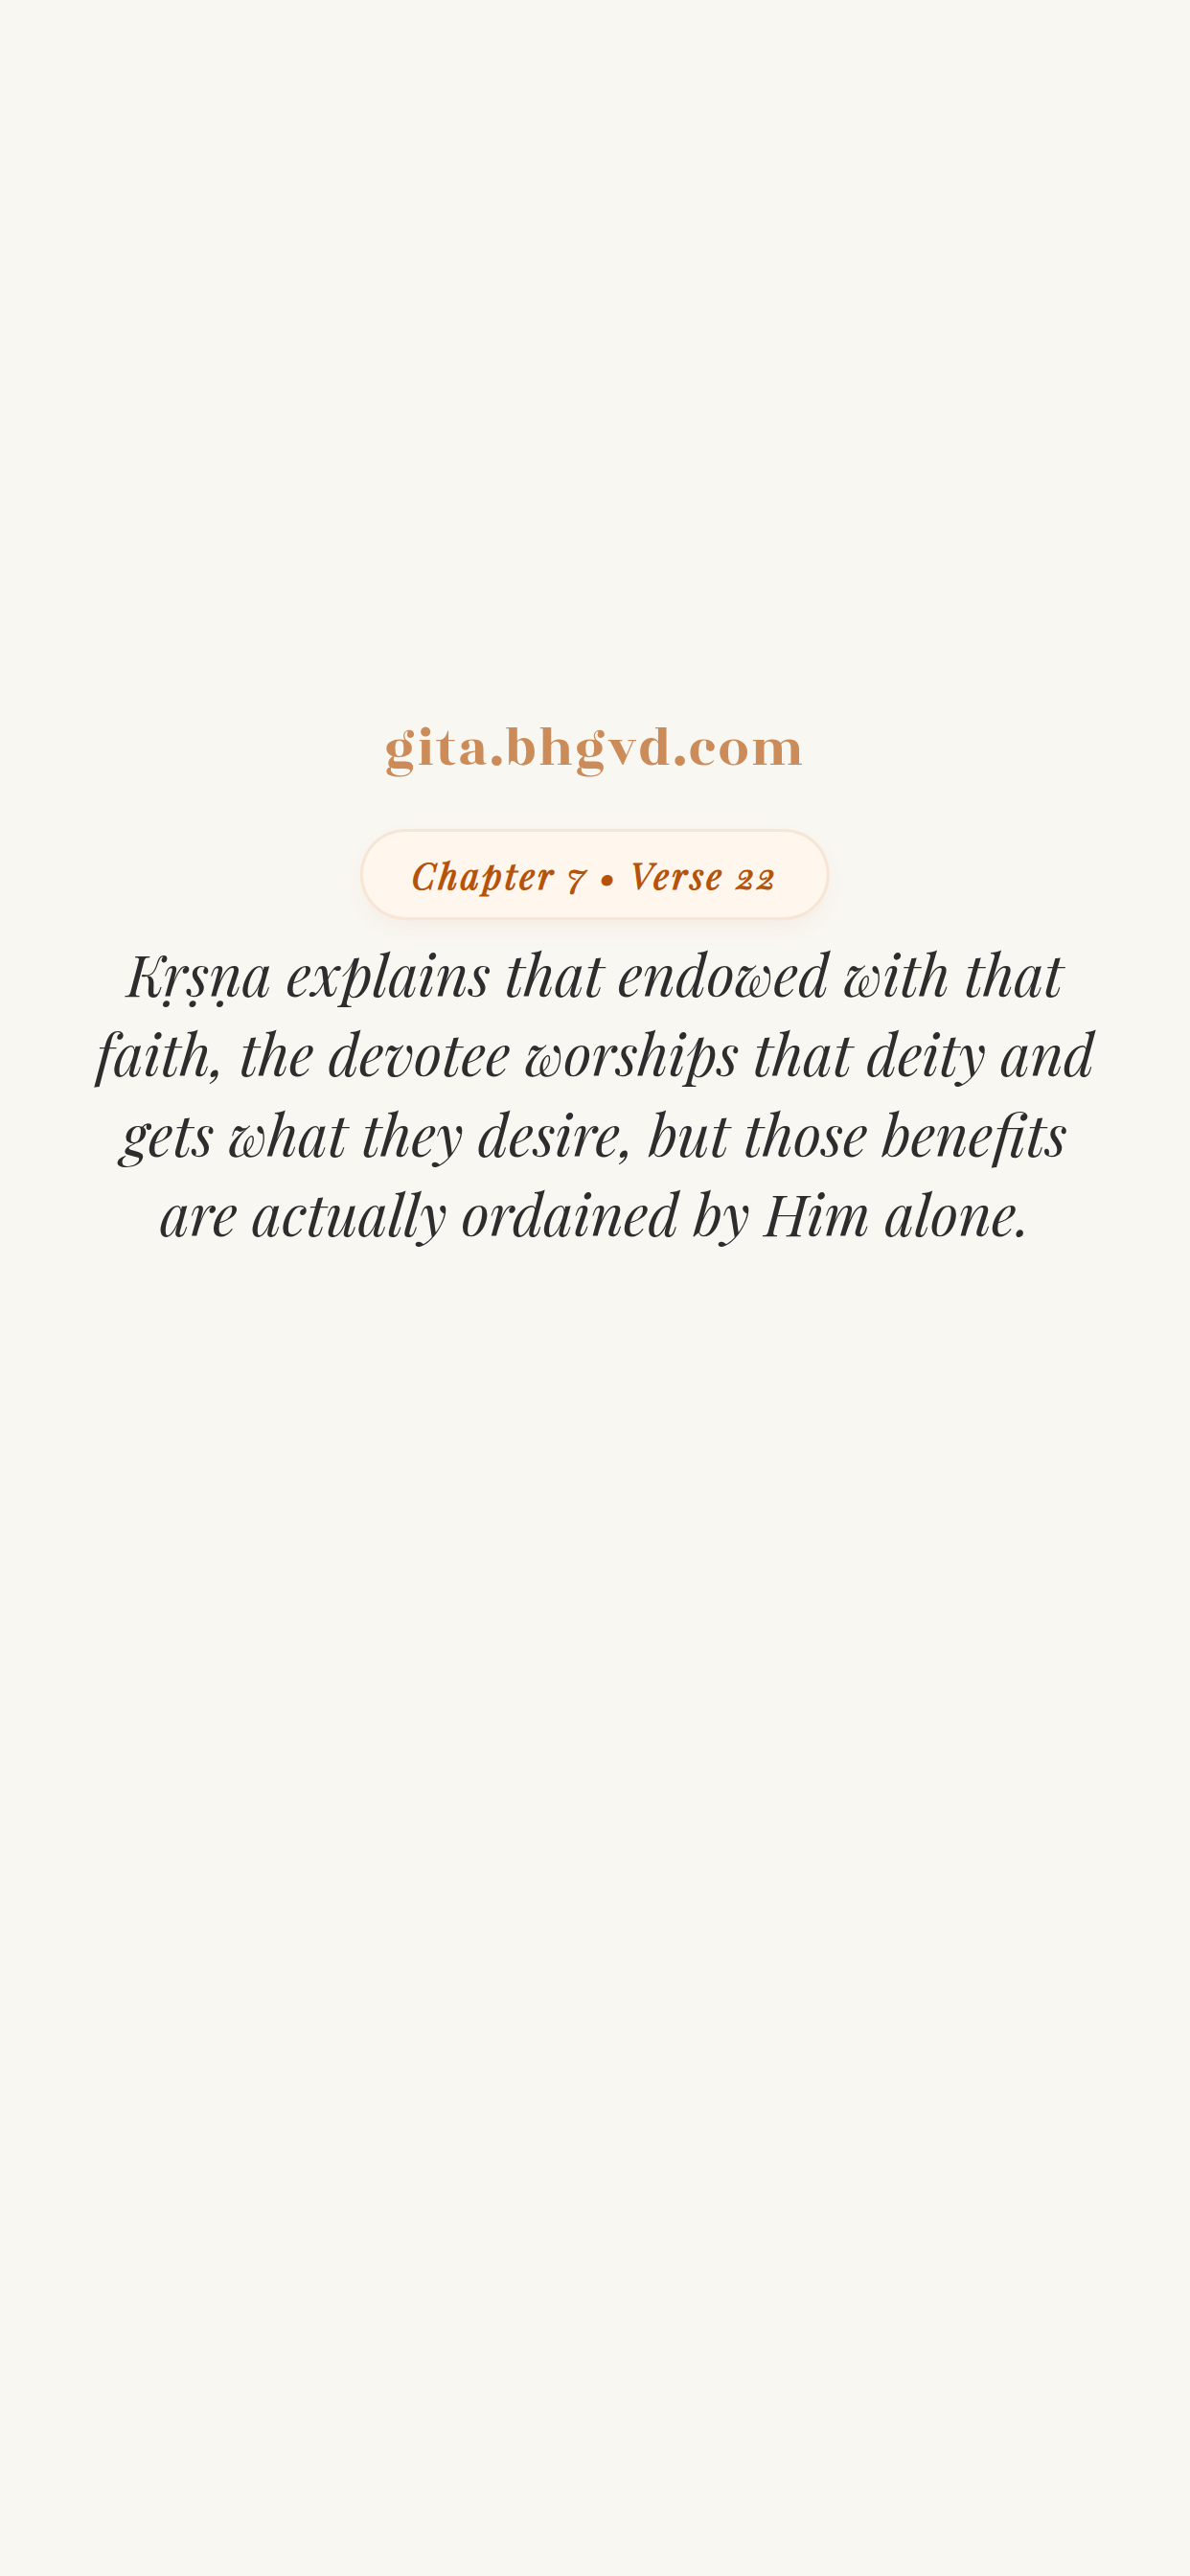 gita.bhgvd.com
Chapter 7 • Verse 22
Kṛṣṇa explains that endowed with that
faith, the devotee worships that deity and
gets what they desire, but those benefits
are actually ordained by Him alone.